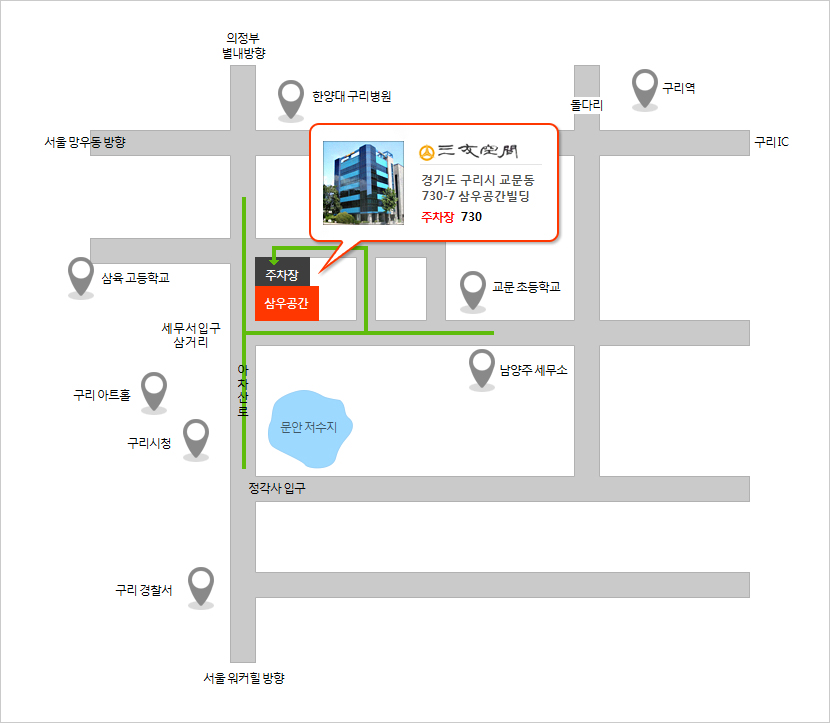 의정부
별내방향
한양대 구리병원
구리역
돌다리
서울 망우동 방향
구리 IC
三友空間
경기도 구리시 교문동
730-7 삼우공간빌딩
주차장 730
주차장
삼우공간
삼육 고등학교
교문 초등학교
세무서입구
삼거리
남양주 세무소
아차산로
구리 아트홀
문안 저수지
구리시청
정각사 입구
구리 경찰서
서울 워커힐 방향